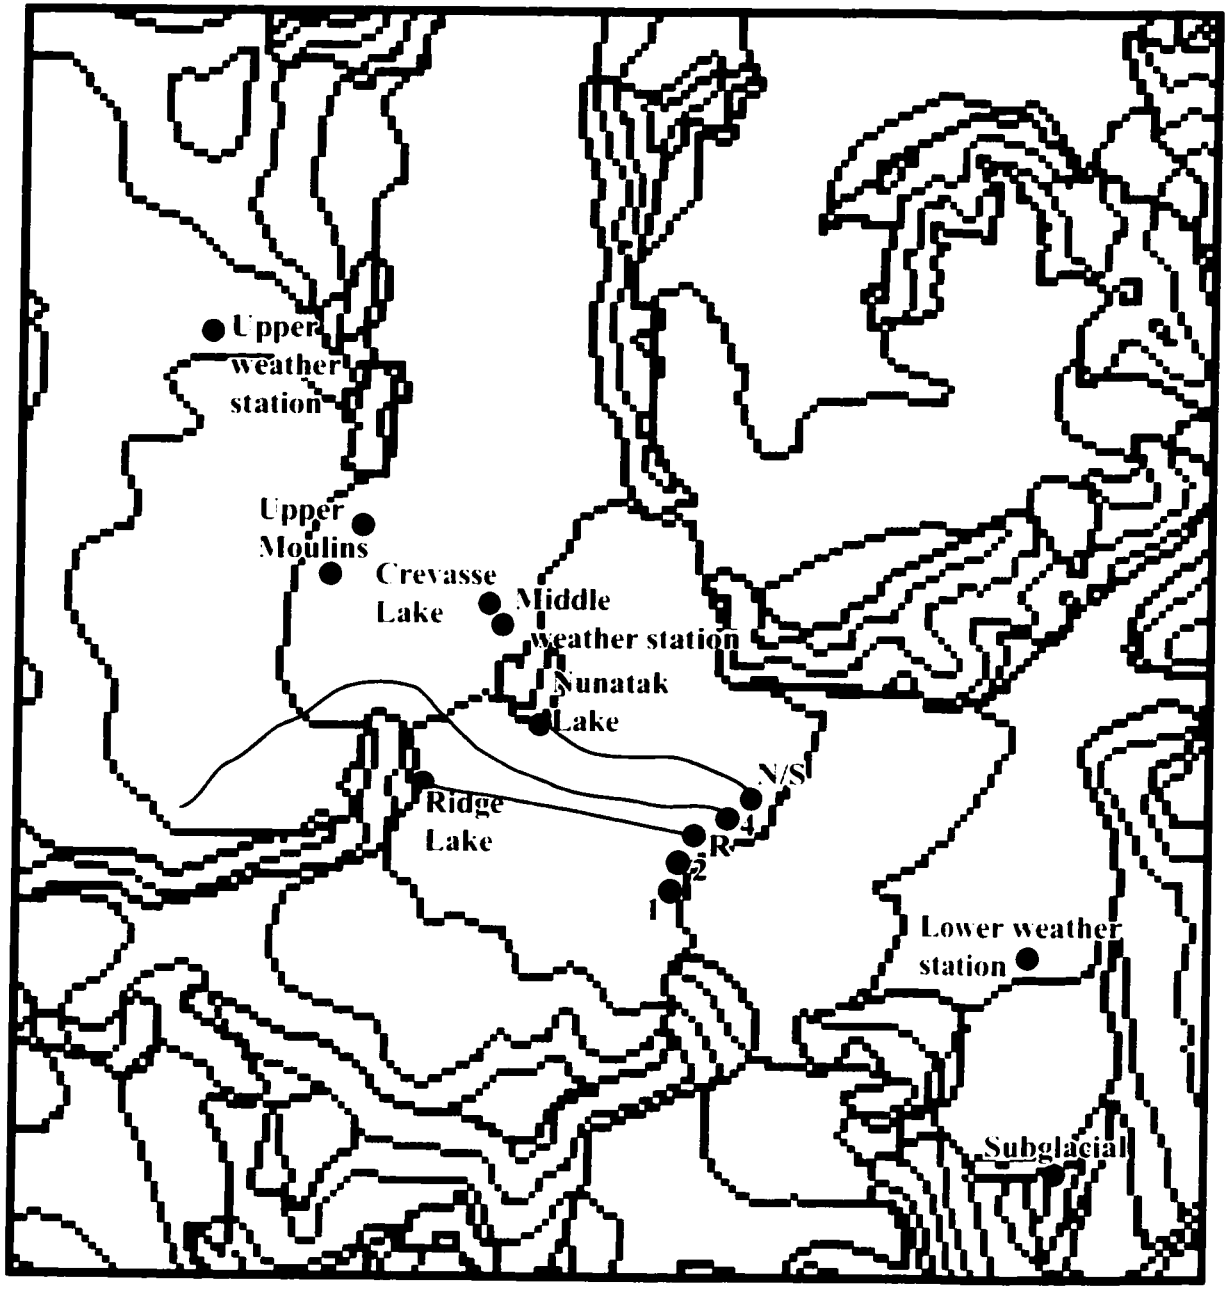 Upper
weather
station
Upper
Moulins
Crevasse
Lake
Middle
weather station
Nunatak
Lake
N/S
Ridge
Lake
4
R
2
1
Lower weather
station
Subglacial